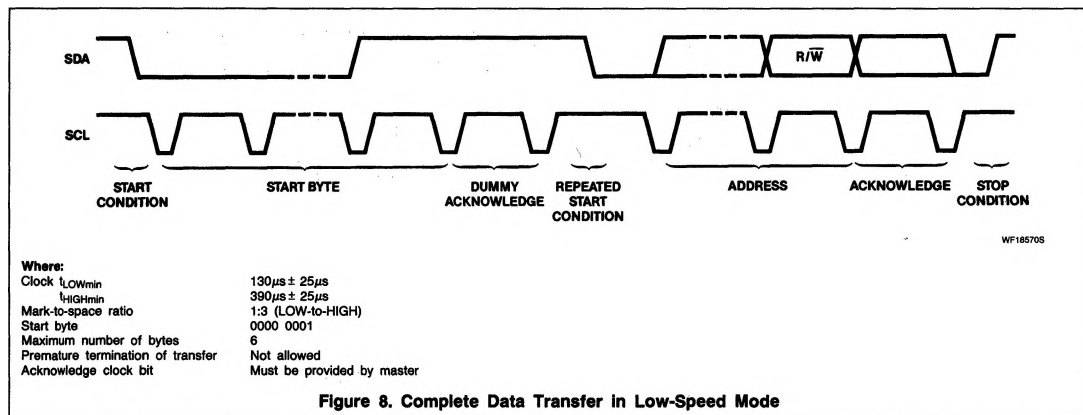 SDA
R/W̅
SCL
START CONDITION
START BYTE
DUMMY ACKNOWLEDGE
REPEATED START CONDITION
ADDRESS
ACKNOWLEDGE
STOP CONDITION
WF18570S
Where:
Clock tLOWmin 130µs ± 25µs
tHIGHmin 390µs ± 25µs
Mark-to-space ratio 1:3 (LOW-to-HIGH)
Start byte 0000 0001
Maximum number of bytes 6
Premature termination of transfer Not allowed
Acknowledge clock bit Must be provided by master
Figure 8. Complete Data Transfer in Low-Speed Mode